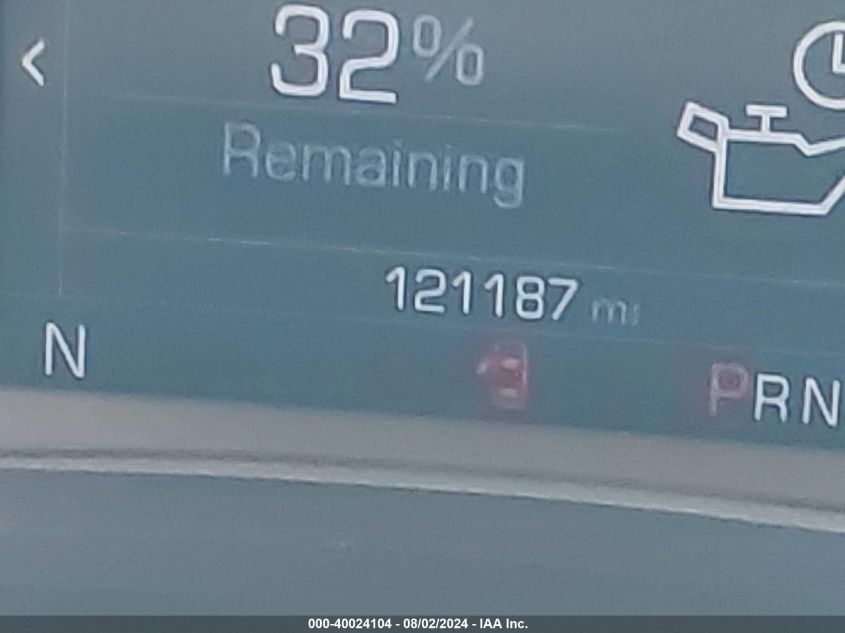 32%
Remaining
121187 mi
N
PRN
000-40024104 - 08/02/2024 - IAA Inc.